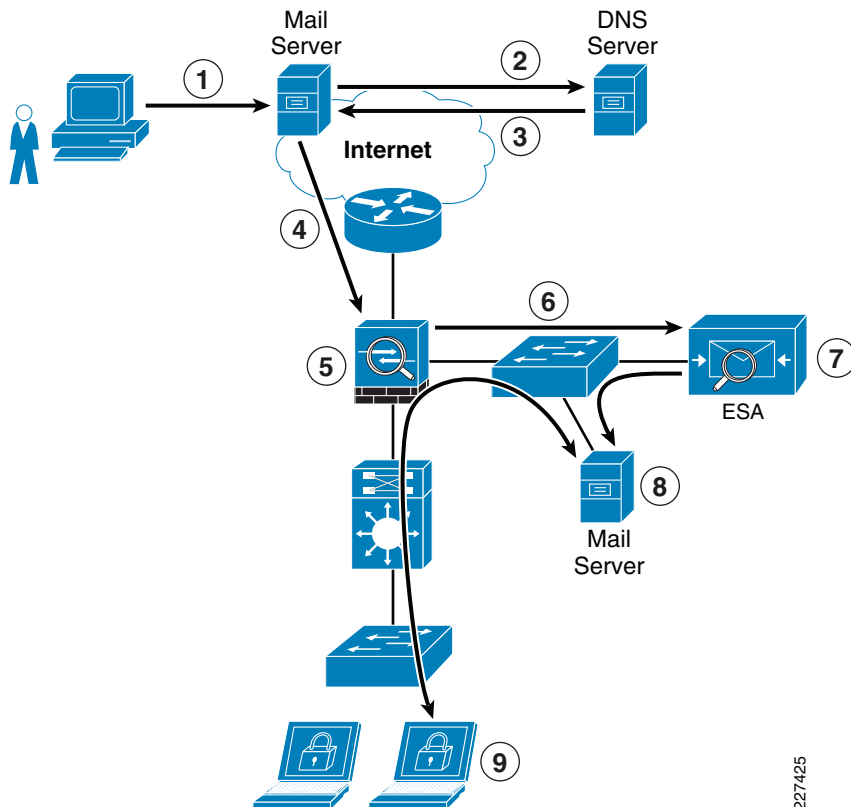 Mail
Server
DNS
Server
1
2
3
Internet
4
5
6
7
ESA
8
Mail
Server
9
227425